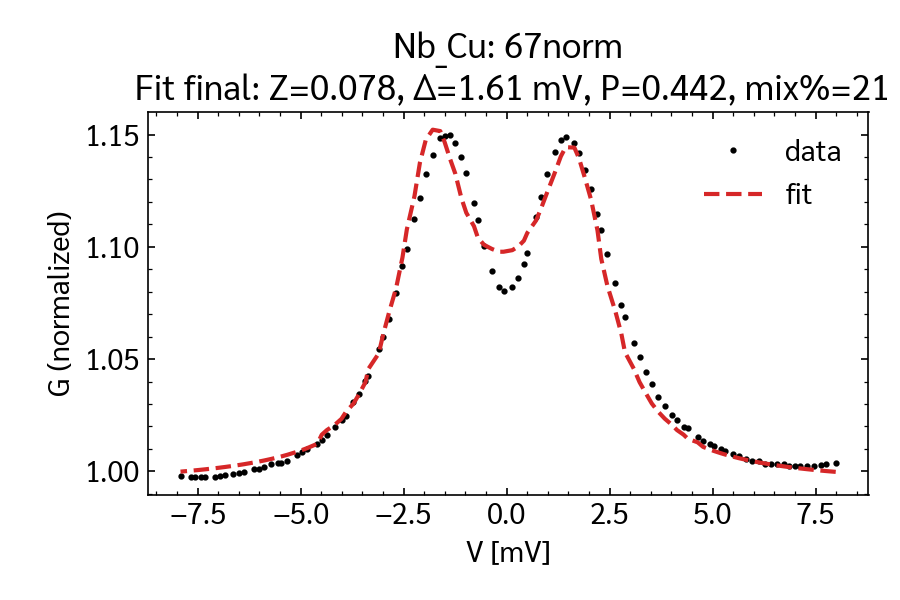 Nb_Cu: 67norm
Fit final: Z=0.078, Δ=1.61 mV, P=0.442, mix%=21
1.15
1.10
1.05
1.00
G (normalized)
data
fit
−7.5 −5.0 −2.5 0.0 2.5 5.0 7.5
V [mV]